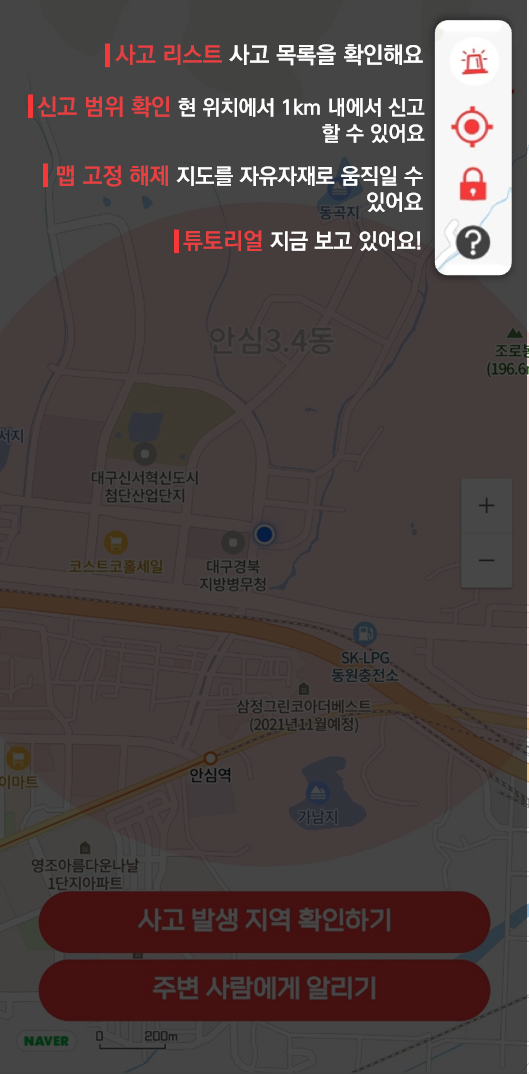 사고 리스트 사고 목록을 확인해요
신고 범위 확인 현 위치에서 1km 내에서 신고
할 수 있어요
맵 고정 해제 지도를 자유자재로 움직일 수
있어요
동곡지
튜토리얼 지금 보고 있어요!
?
안심3.4동
조로봉
(196.6m
서지
대구신서혁신도시
첨단산업단지
+
코스트코홀세일
대구경북
지방병무청
−
SK-LPG
동원충전소
삼정그린코아더베스트
(2021년11월예정)
안심역
이마트
가남지
영조아름다운나날
1단지아파트
사고 발생 지역 확인하기
주변 사람에게 알리기
NAVER
0 200m